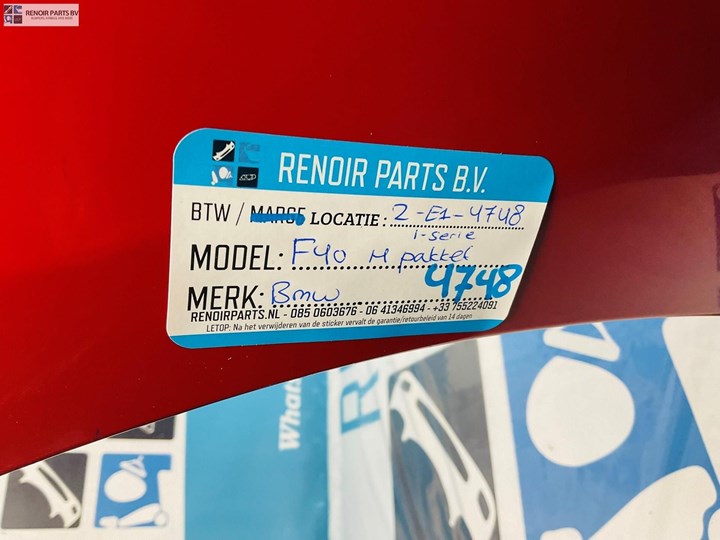 RENOIR PARTS BV
RENOIR PARTS B.V.
BTW / MARGE LOCATIE: 2-E1-4748
1-serie
MODEL: F40 M pakket
4748
MERK: Bmw
RENOIRPARTS.NL - 085 0603676 - 06 41346994 - +33 755224091
LETOP: Na het verwijderen van de sticker vervalt de garantie/retourbeleid van 14 dagen
Whats
R